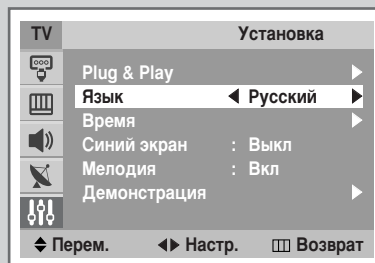 TV Установка
Plug & Play
Язык Русский
Время
Синий экран : Выкл
Мелодия : Вкл
Демонстрация
Перем. Настр. Возврат